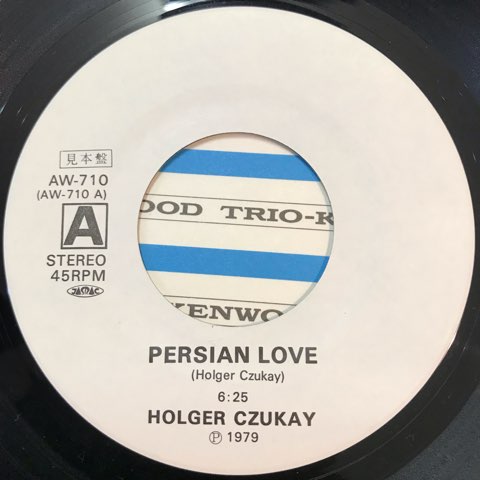 見本盤
AW-710
(AW-710 A)
A
STEREO
45RPM
JASRAC
OOD TRIO-K
KENWO
PERSIAN LOVE
(Holger Czukay)
6:25
HOLGER CZUKAY
Ⓟ 1979